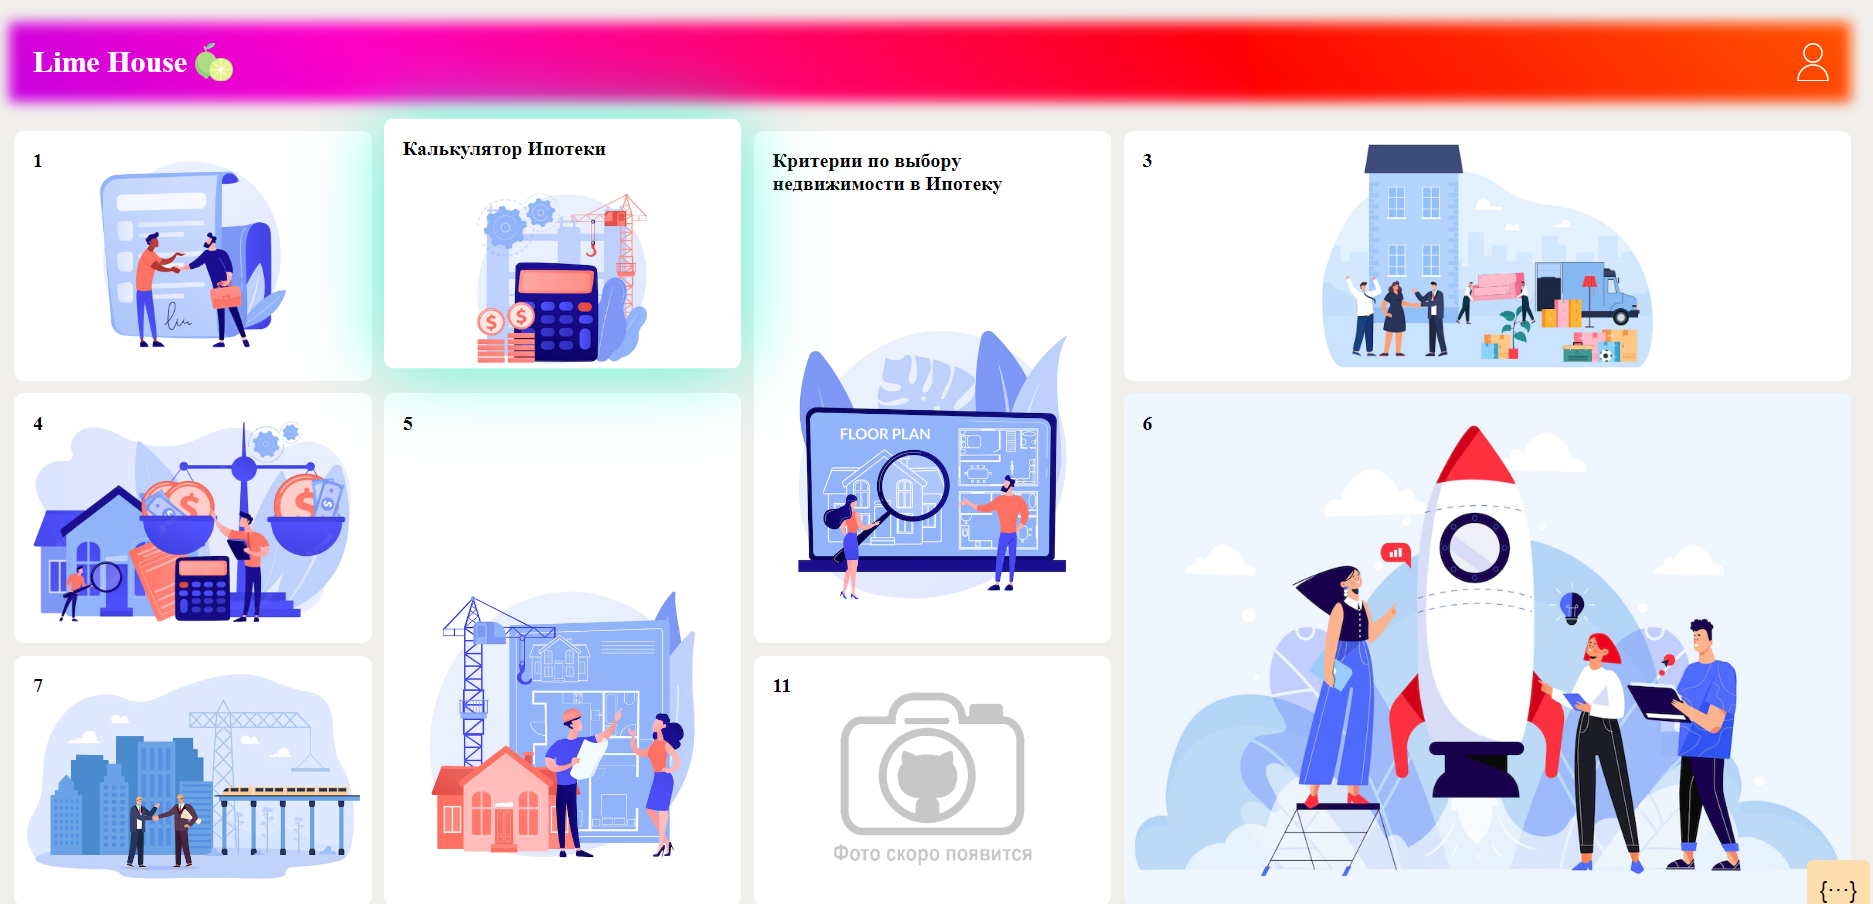 Lime House
1
Калькулятор Ипотеки
Критерии по выбору
недвижимости в Ипотеку
FLOOR PLAN
3
4
5
6
7
11
Фото скоро появится
{···}